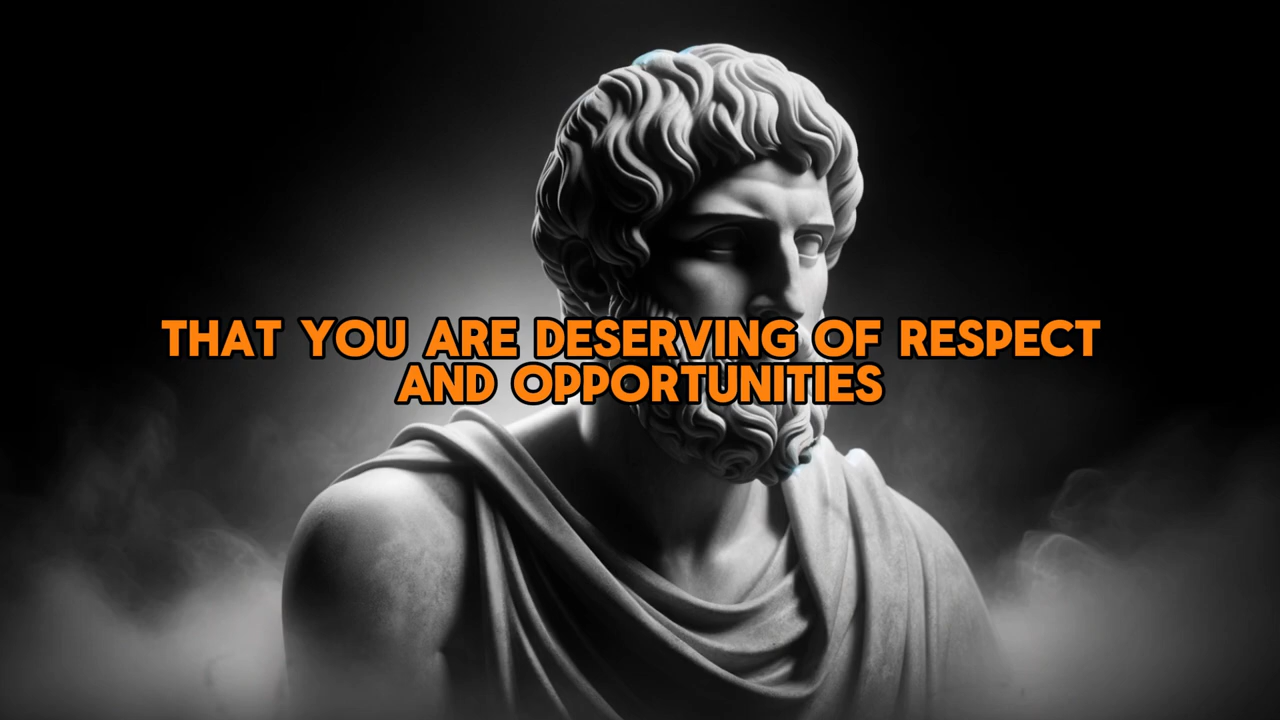 THAT YOU ARE DESERVING OF RESPECT
AND OPPORTUNITIES